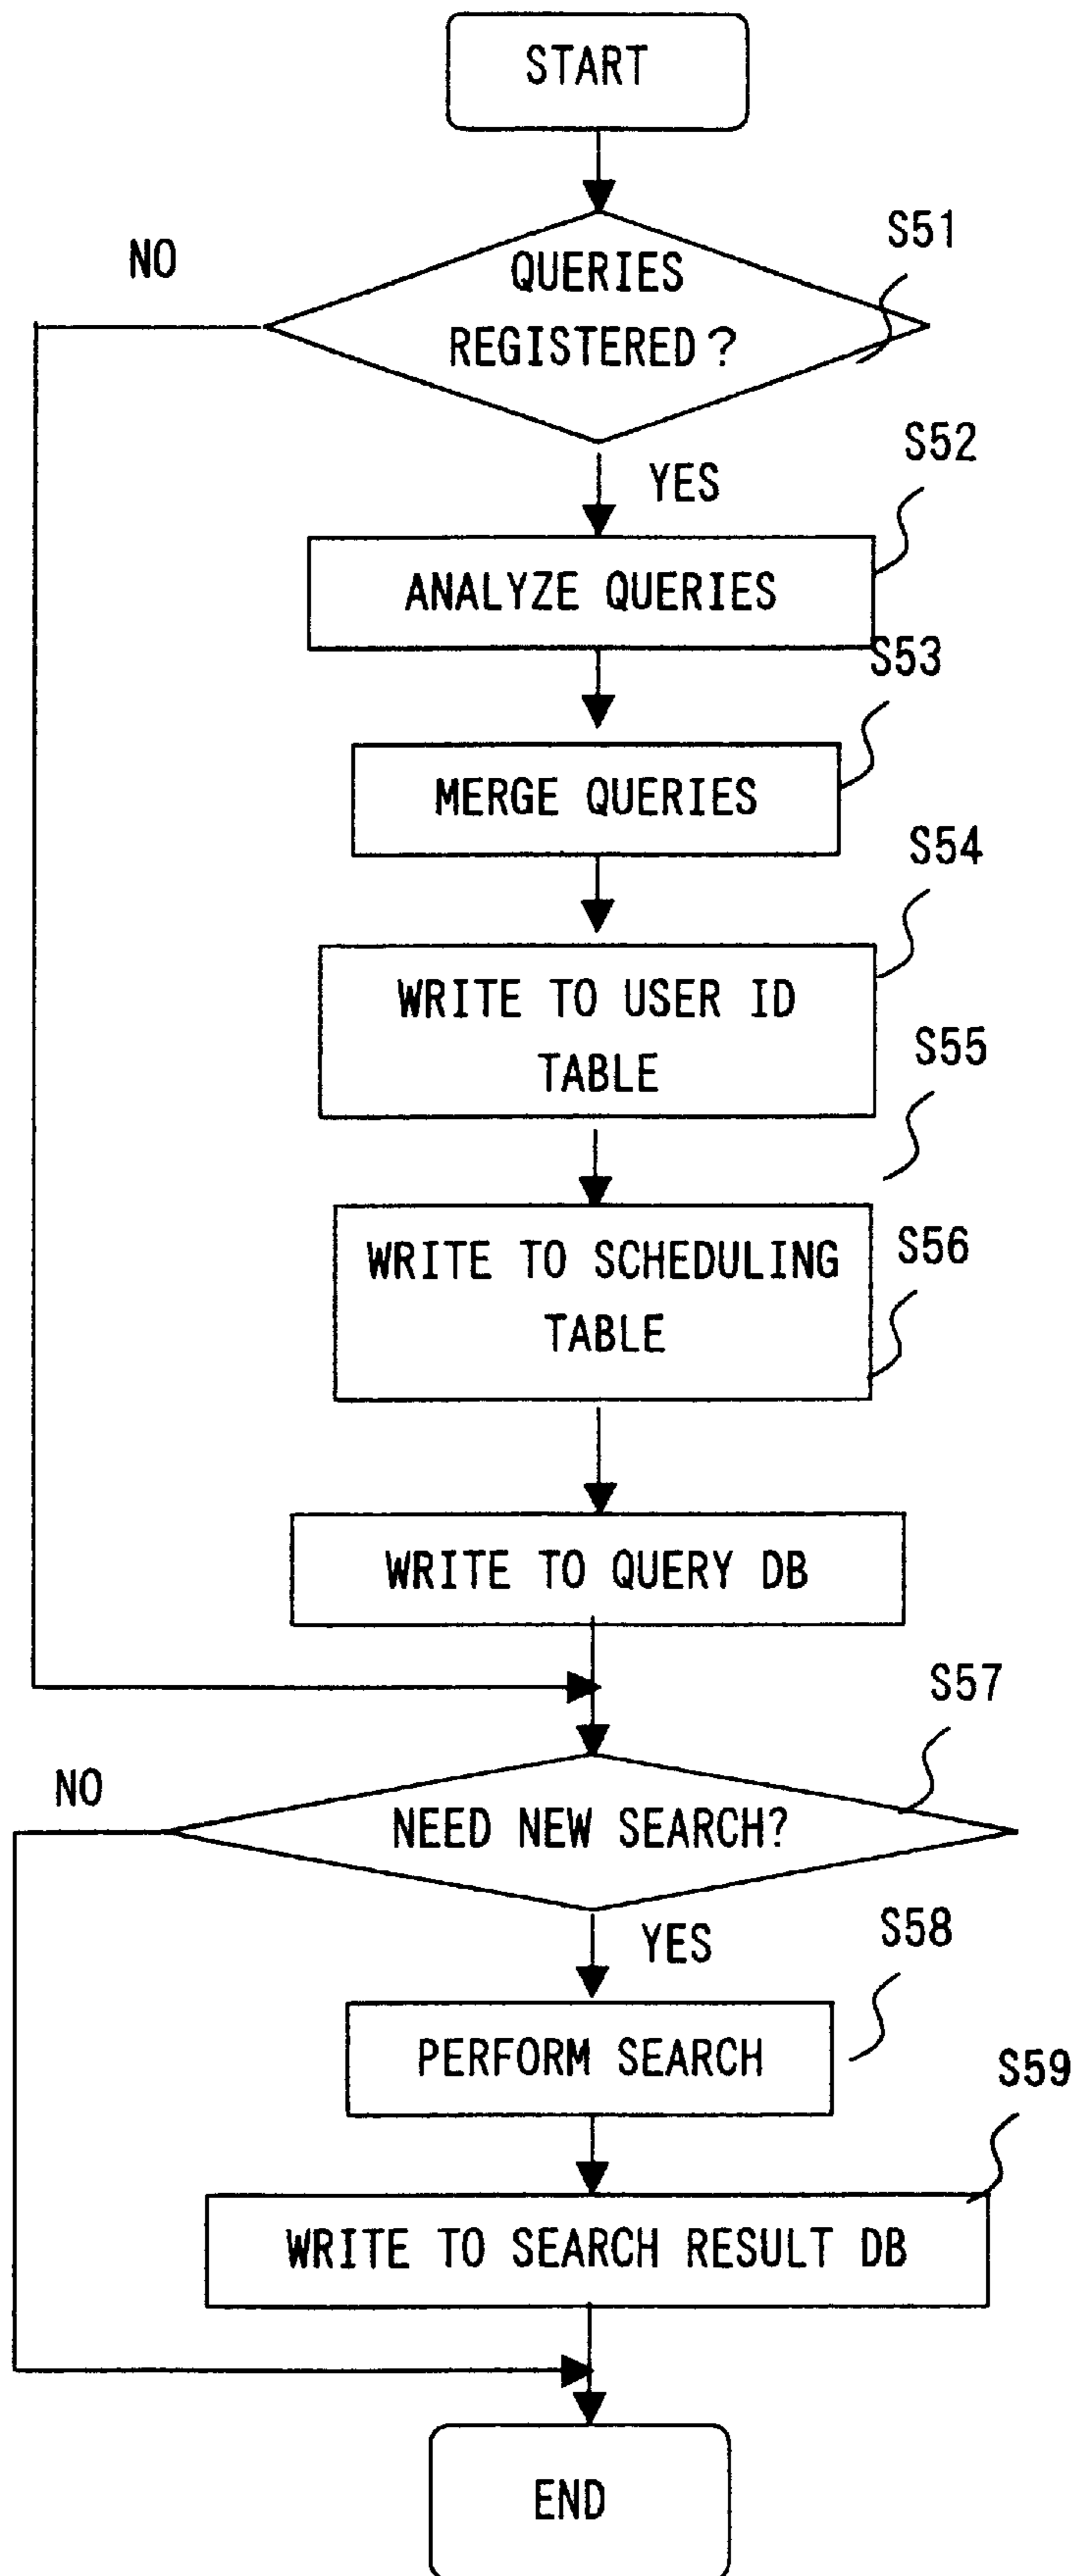 START
S51
NO
QUERIES
REGISTERED?
S52
YES
ANALYZE QUERIES
S53
MERGE QUERIES
S54
WRITE TO USER ID
TABLE
S55
S56
WRITE TO SCHEDULING
TABLE
WRITE TO QUERY DB
S57
NO
NEED NEW SEARCH?
S58
YES
PERFORM SEARCH
S59
WRITE TO SEARCH RESULT DB
END